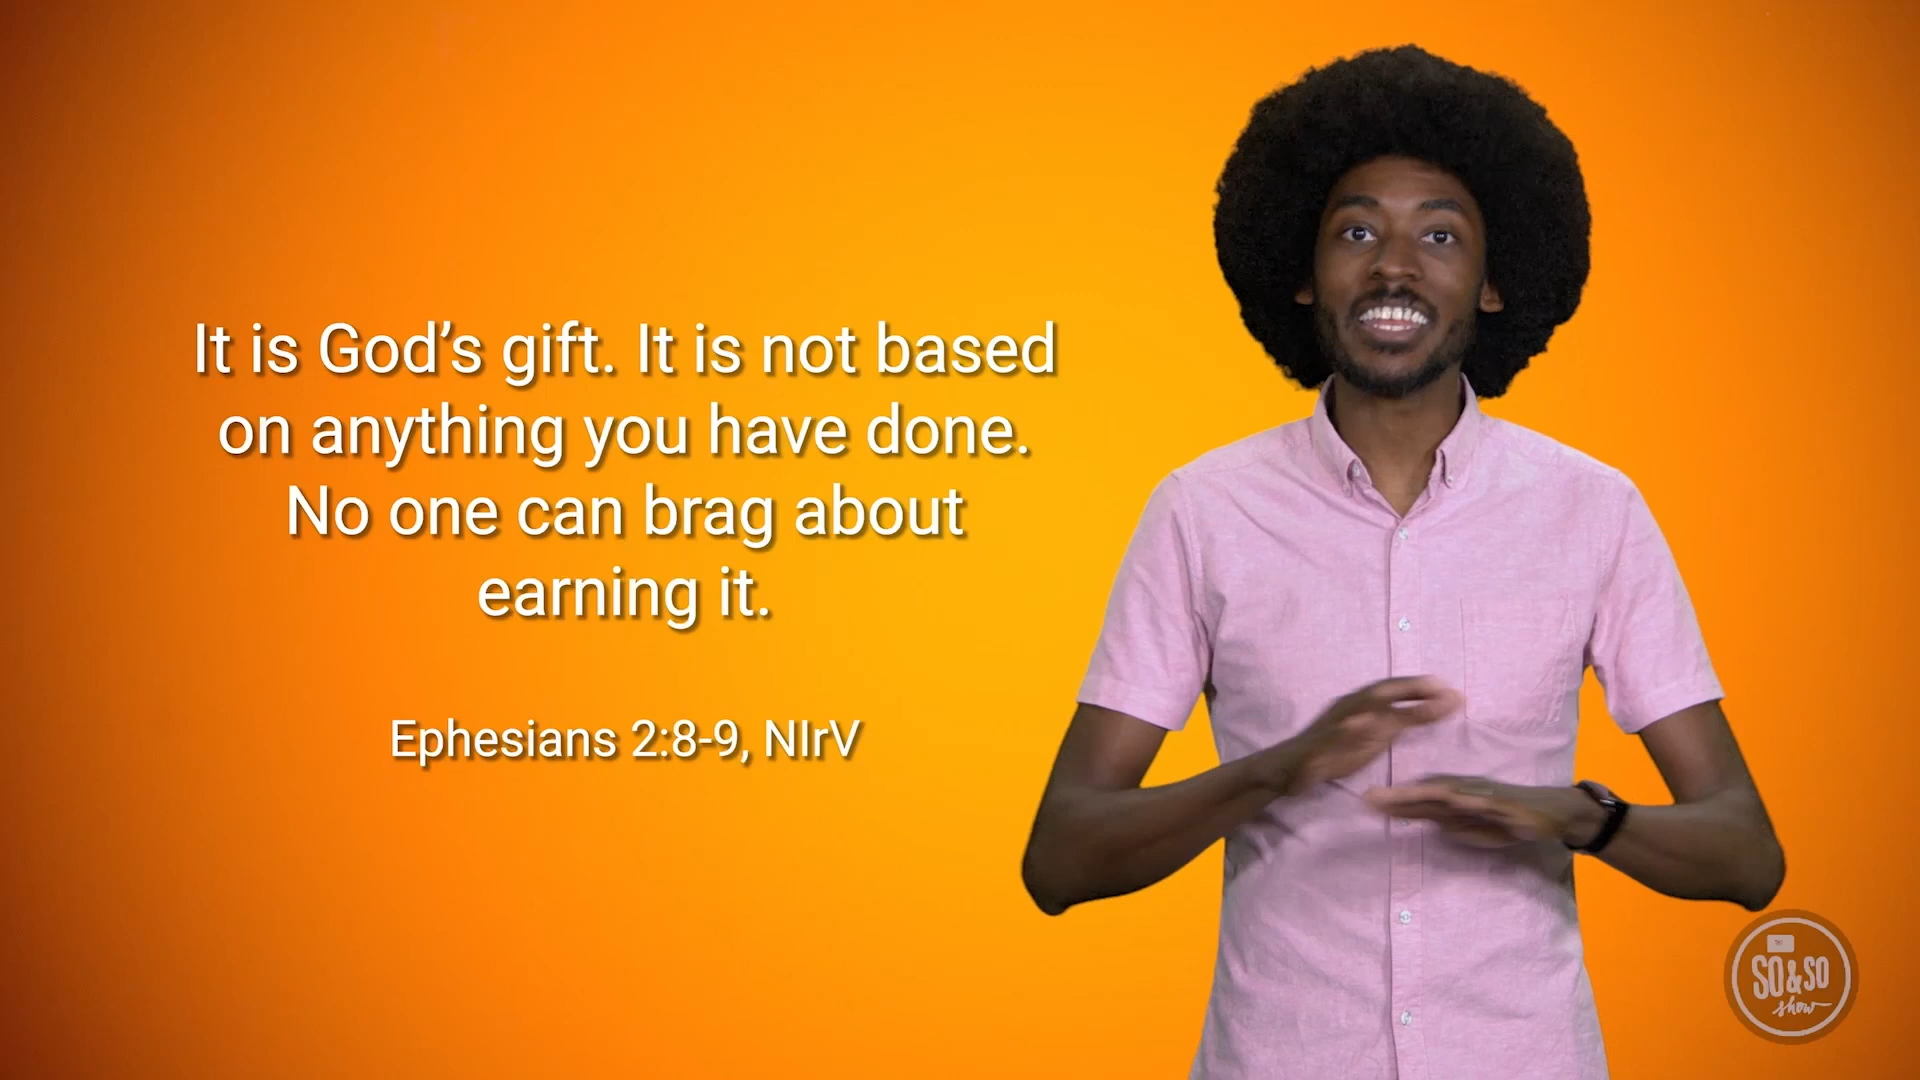 It is God’s gift. It is not based
on anything you have done.
No one can brag about
earning it.
Ephesians 2:8-9, NIrV
SO & SO
show